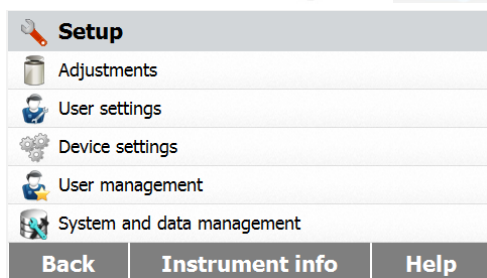 Setup
Adjustments
User settings
Device settings
User management
System and data management
Back Instrument info Help